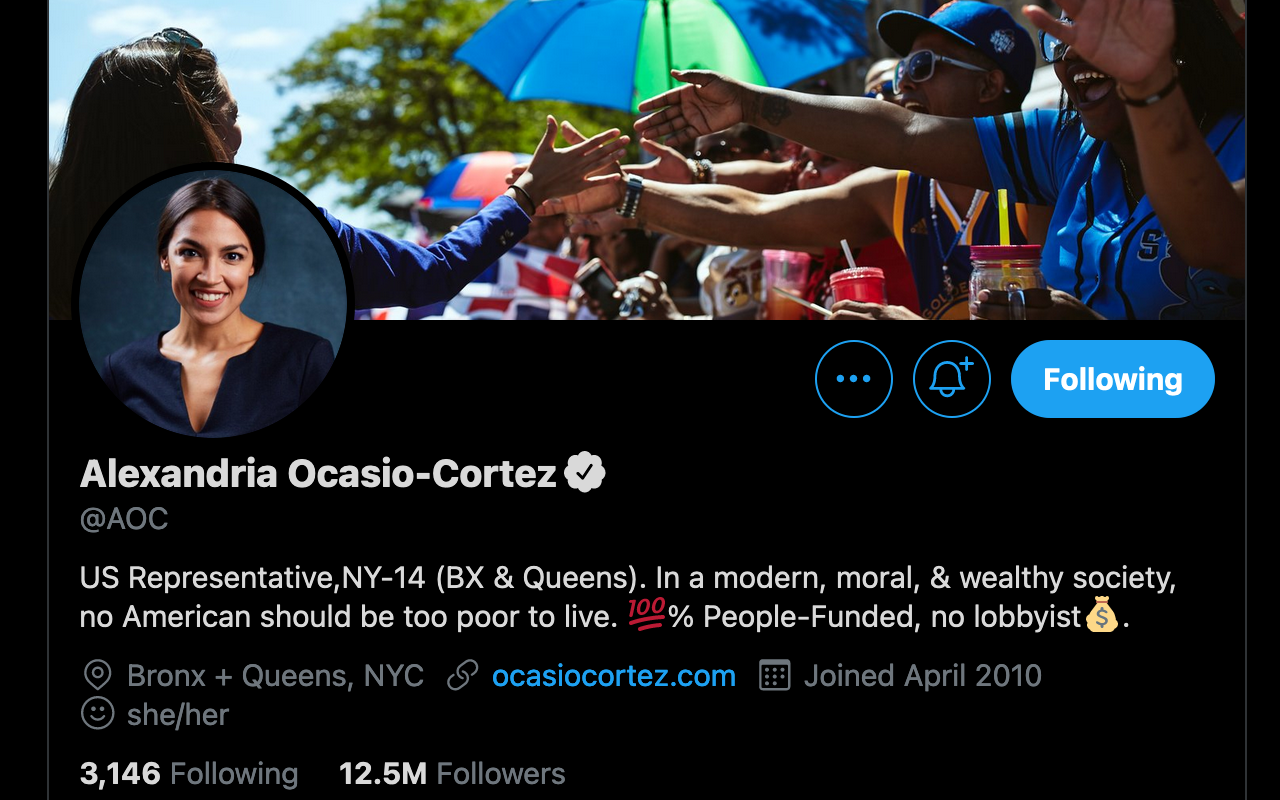 Following
Alexandria Ocasio-Cortez
@AOC
US Representative,NY-14 (BX & Queens). In a modern, moral, & wealthy society,
no American should be too poor to live. 💯% People-Funded, no lobbyist💰.
Bronx + Queens, NYC ocasiocortez.com Joined April 2010
she/her
3,146 Following 12.5M Followers